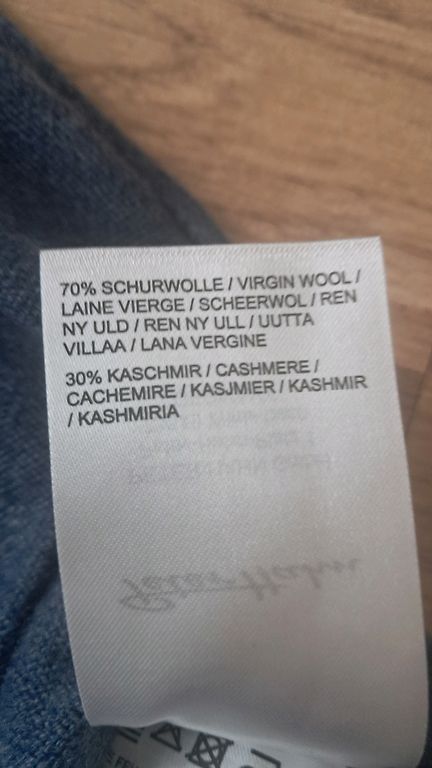 70% SCHURWOLLE / VIRGIN WOOL /
LAINE VIERGE / SCHEERWOL / REN
NY ULD / REN NY ULL / UUTTA
VILLAA / LANA VERGINE
30% KASCHMIR / CASHMERE /
CACHEMIRE / KASJMIER / KASHMIR
/ KASHMIRIA